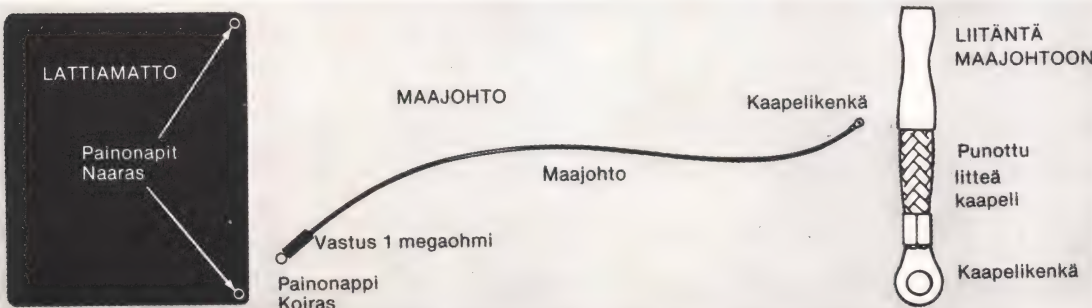 LATTIAMATTO
Painonapit
Naaras
MAAJOHTO
Kaapelikenkä
Maajohto
Vastus 1 megaohmi
Painonappi
Koiras
LIITÄNTÄ
MAAJOHTOON
Punottu
litteä
kaapeli
Kaapelikenkä